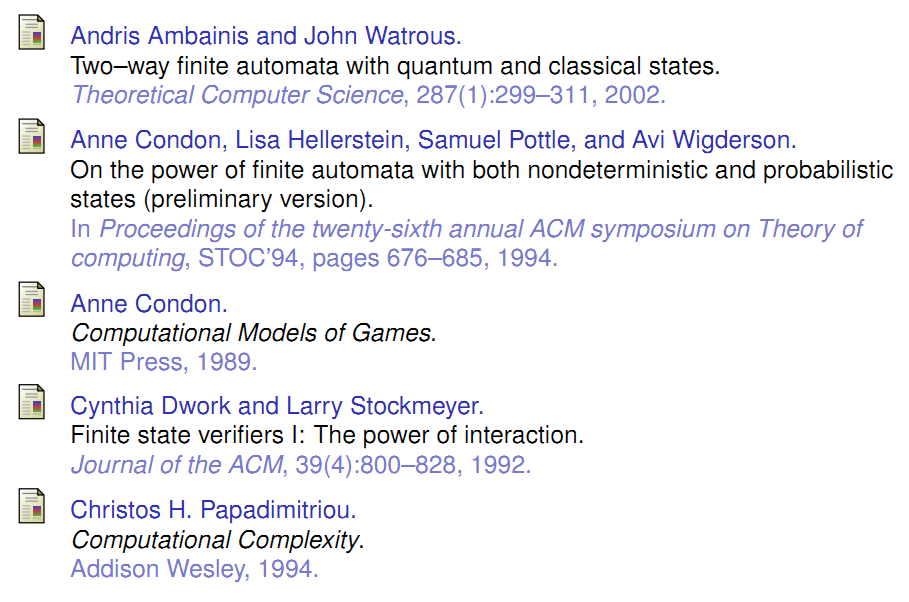 Andris Ambainis and John Watrous.
Two–way finite automata with quantum and classical states.
Theoretical Computer Science, 287(1):299–311, 2002.
Anne Condon, Lisa Hellerstein, Samuel Pottle, and Avi Wigderson.
On the power of finite automata with both nondeterministic and probabilistic
states (preliminary version).
In Proceedings of the twenty-sixth annual ACM symposium on Theory of
computing, STOC'94, pages 676–685, 1994.
Anne Condon.
Computational Models of Games.
MIT Press, 1989.
Cynthia Dwork and Larry Stockmeyer.
Finite state verifiers I: The power of interaction.
Journal of the ACM, 39(4):800–828, 1992.
Christos H. Papadimitriou.
Computational Complexity.
Addison Wesley, 1994.